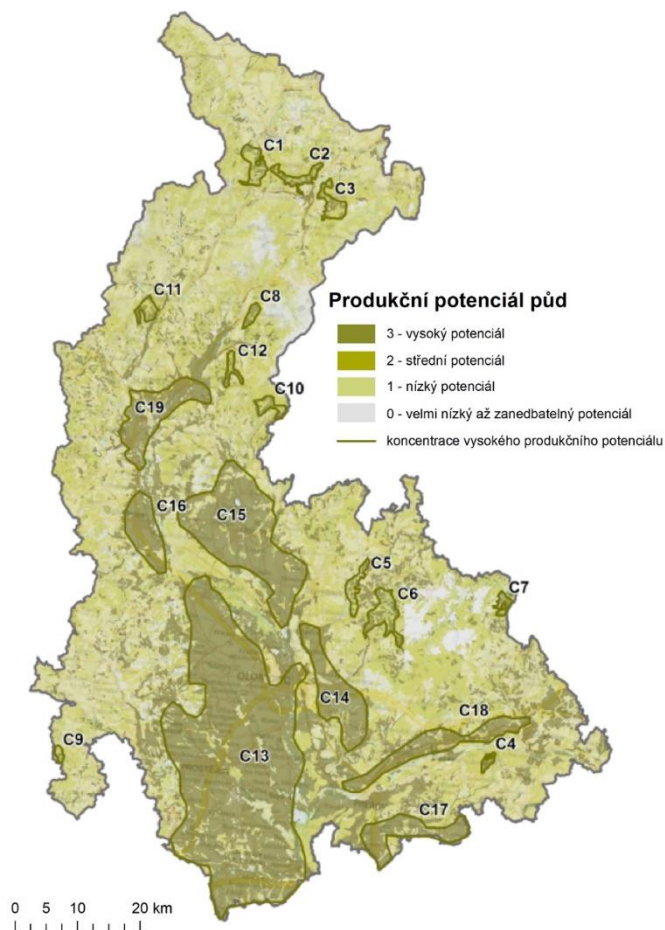 C1
C2
C3
C11
C8
Produkční potenciál půd
3 - vysoký potenciál
2 - střední potenciál
1 - nízký potenciál
0 - velmi nízký až zanedbatelný potenciál
koncentrace vysokého produkčního potenciálu
C12
C10
C19
C16
C15
C5
C6
C7
C14
C18
C13
C4
C9
C17
0 5 10 20 km